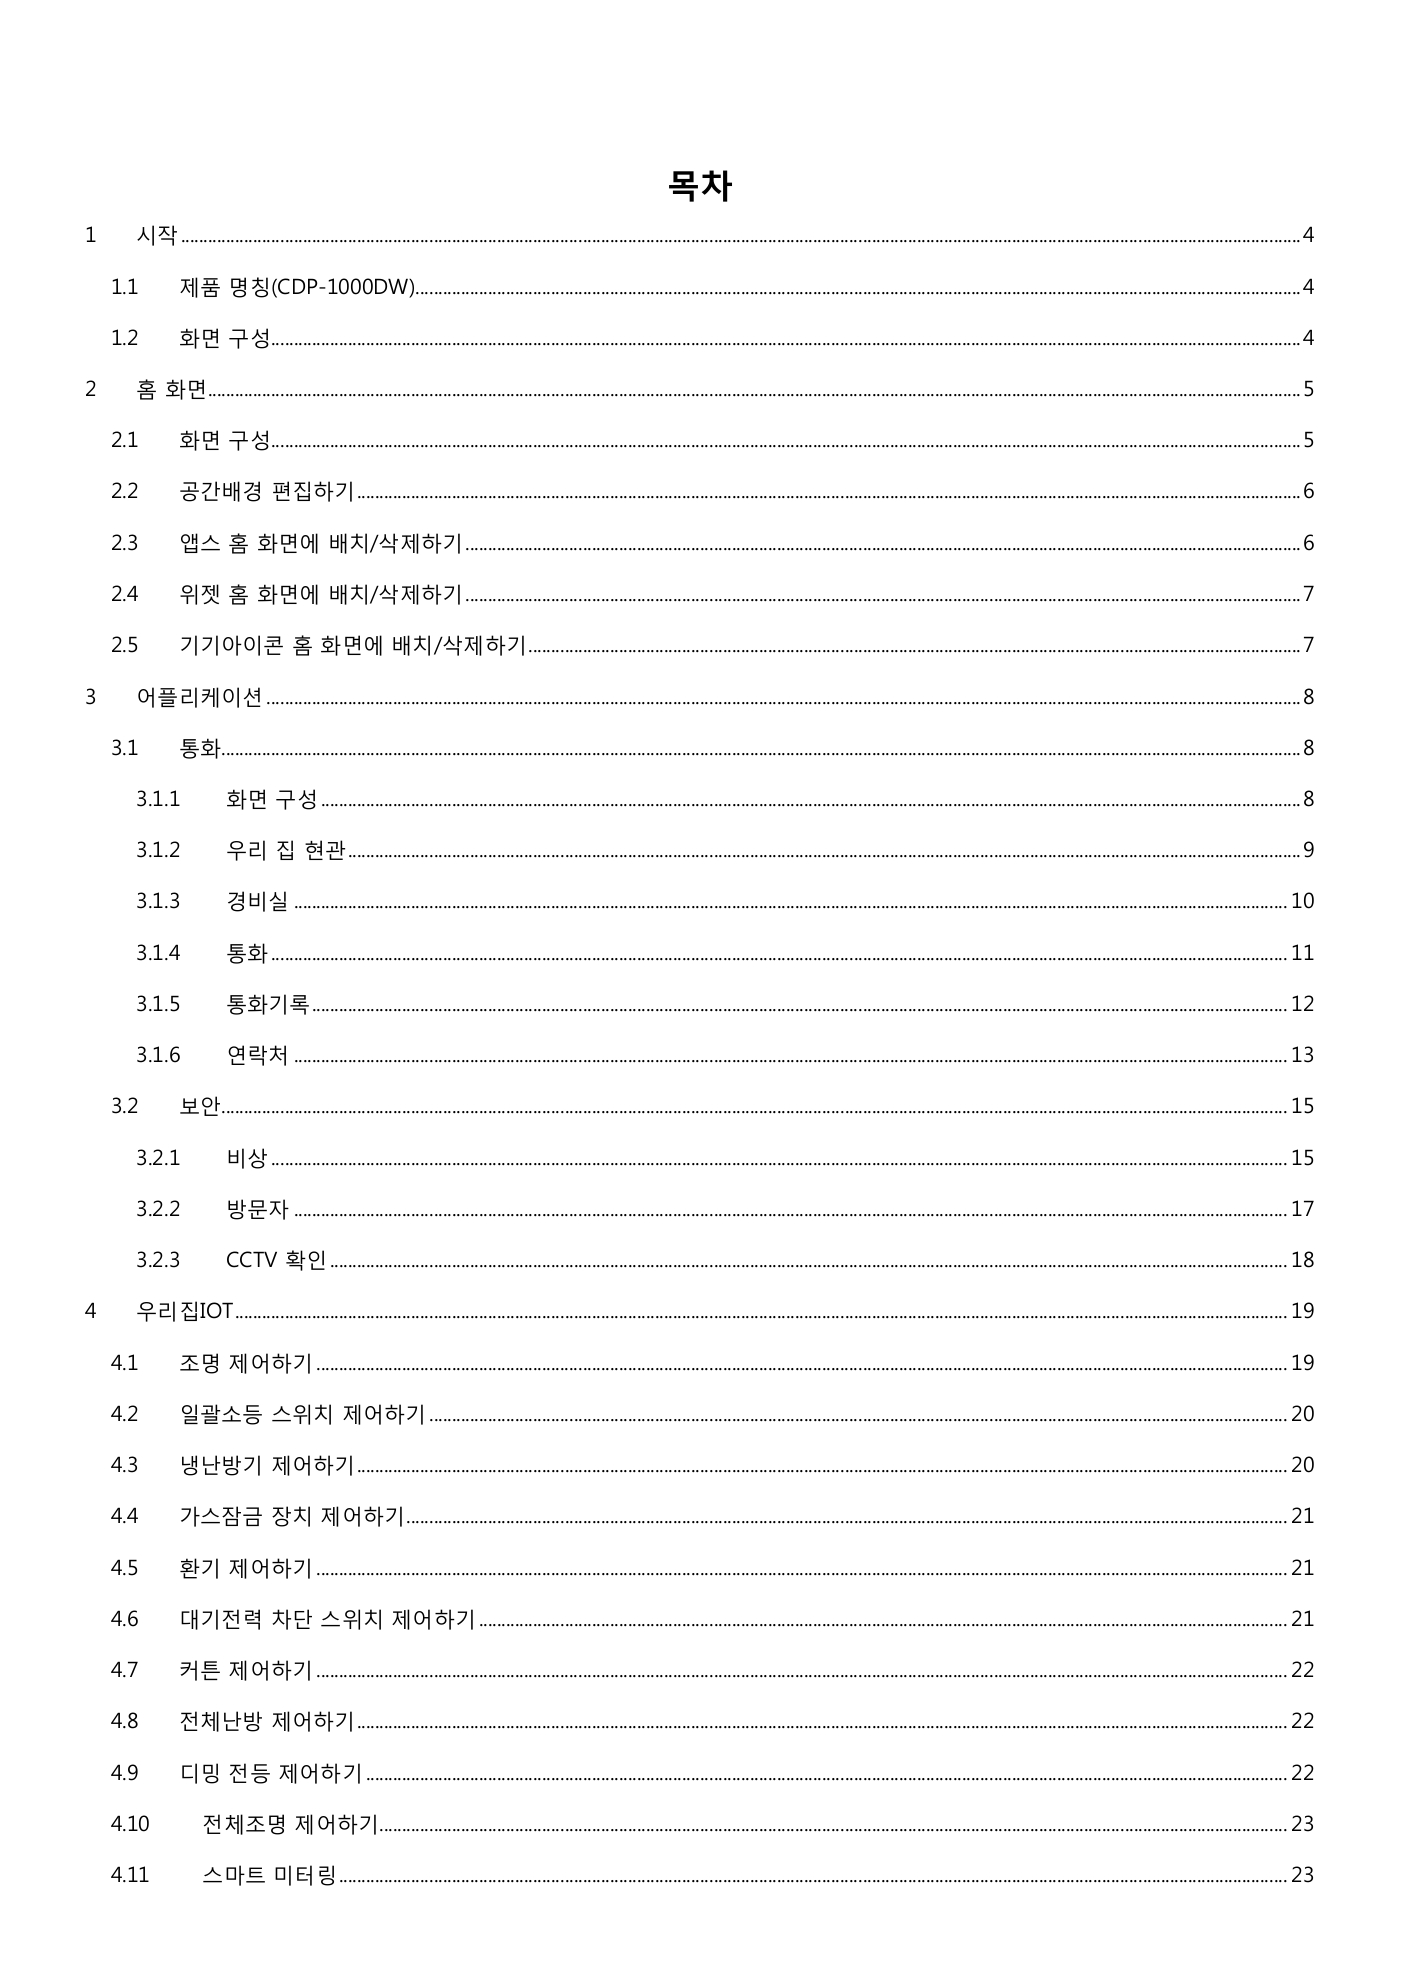 목차
1 시작 4
1.1 제품 명칭(CDP-1000DW) 4
1.2 화면 구성 4
2 홈 화면 5
2.1 화면 구성 5
2.2 공간배경 편집하기 6
2.3 앱스 홈 화면에 배치/삭제하기 6
2.4 위젯 홈 화면에 배치/삭제하기 7
2.5 기기아이콘 홈 화면에 배치/삭제하기 7
3 어플리케이션 8
3.1 통화 8
3.1.1 화면 구성 8
3.1.2 우리 집 현관 9
3.1.3 경비실 10
3.1.4 통화 11
3.1.5 통화기록 12
3.1.6 연락처 13
3.2 보안 15
3.2.1 비상 15
3.2.2 방문자 17
3.2.3 CCTV 확인 18
4 우리집IOT 19
4.1 조명 제어하기 19
4.2 일괄소등 스위치 제어하기 20
4.3 냉난방기 제어하기 20
4.4 가스잠금 장치 제어하기 21
4.5 환기 제어하기 21
4.6 대기전력 차단 스위치 제어하기 21
4.7 커튼 제어하기 22
4.8 전체난방 제어하기 22
4.9 디밍 전등 제어하기 22
4.10 전체조명 제어하기 23
4.11 스마트 미터링 23